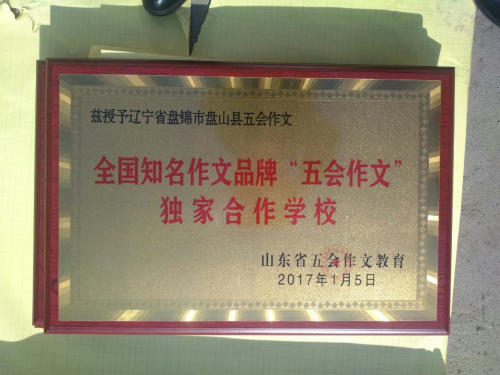 兹授予辽宁省盘锦市盘山县五会作文
全国知名作文品牌“五会作文”
独家合作学校
山东省五会作文教育
2017年1月5日